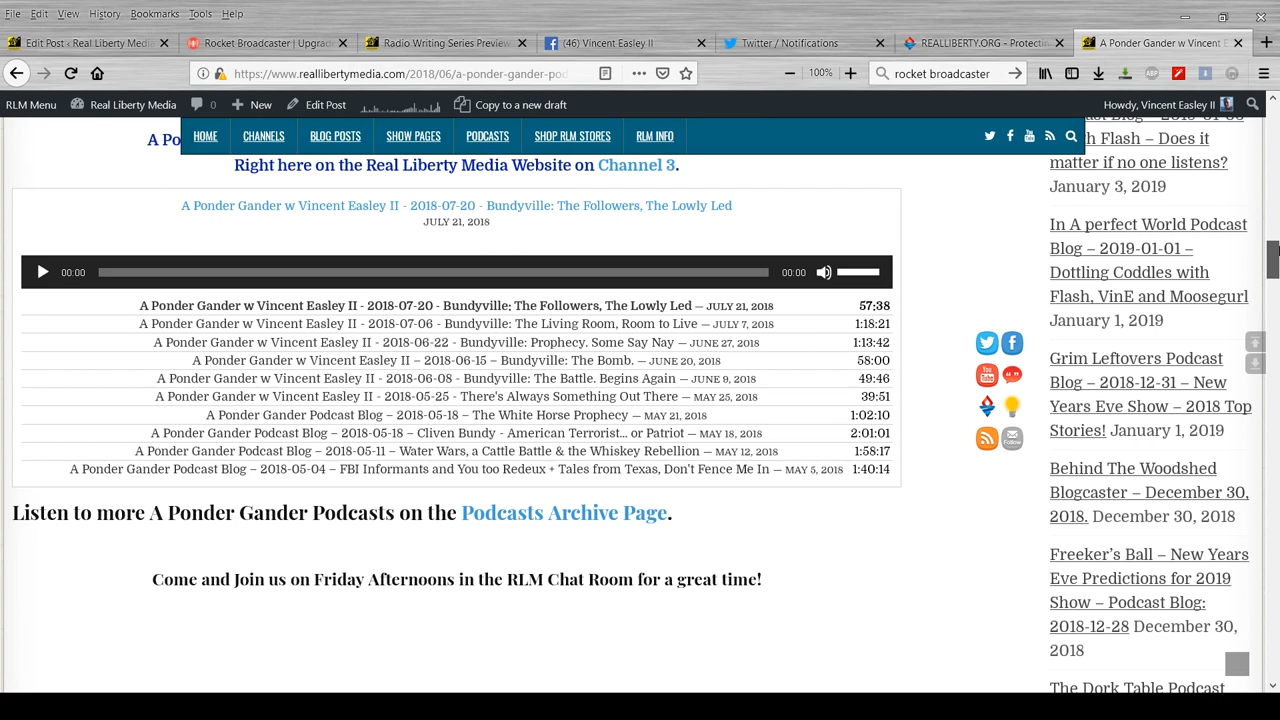 File Edit View History Bookmarks Tools Help
Edit Post ‹ Real Liberty Medi
Rocket Broadcaster | Upgra
Radio Writing Series Preview
(46) Vincent Easley II
Twitter / Notifications
REALLIBERTY.ORG - Protectin
A Ponder Gander w Vincent E
https://www.reallibertymedia.com/2018/06/a-ponder-gander-pod
100%
rocket broadcaster
RLM Menu Real Liberty Media 0 New Edit Post Copy to a new draft Howdy, Vincent Easley II
HOME CHANNELS BLOG POSTS SHOW PAGES PODCASTS SHOP RLM STORES RLM INFO
A Po
Right here on the Real Liberty Media Website on Channel 3.
A Ponder Gander w Vincent Easley II - 2018-07-20 - Bundyville: The Followers, The Lowly Led
JULY 21, 2018
00:00 00:00
A Ponder Gander w Vincent Easley II - 2018-07-20 - Bundyville: The Followers, The Lowly Led — JULY 21, 2018 57:38
A Ponder Gander w Vincent Easley II - 2018-07-06 - Bundyville: The Living Room, Room to Live — JULY 7, 2018 1:18:21
A Ponder Gander w Vincent Easley II - 2018-06-22 - Bundyville: Prophecy. Some Say Nay — JUNE 27, 2018 1:13:42
A Ponder Gander w Vincent Easley II – 2018-06-15 – Bundyville: The Bomb. — JUNE 20, 2018 58:00
A Ponder Gander w Vincent Easley II - 2018-06-08 - Bundyville: The Battle. Begins Again — JUNE 9, 2018 49:46
A Ponder Gander w Vincent Easley II - 2018-05-25 - There's Always Something Out There — MAY 25, 2018 39:51
A Ponder Gander Podcast Blog – 2018-05-18 – The White Horse Prophecy — MAY 21, 2018 1:02:10
A Ponder Gander Podcast Blog – 2018-05-18 – Cliven Bundy - American Terrorist... or Patriot — MAY 18, 2018 2:01:01
A Ponder Gander Podcast Blog – 2018-05-11 – Water Wars, a Cattle Battle & the Whiskey Rebellion — MAY 12, 2018 1:58:17
A Ponder Gander Podcast Blog – 2018-05-04 – FBI Informants and You too Redeux + Tales from Texas, Don't Fence Me In — MAY 5, 2018 1:40:14
Listen to more A Ponder Gander Podcasts on the Podcasts Archive Page.
Come and Join us on Friday Afternoons in the RLM Chat Room for a great time!
You Tube
Follow
Flash – Does it
matter if no one listens?
January 3, 2019
In A perfect World Podcast
Blog – 2019-01-01 –
Dottling Coddles with
Flash, VinE and Moosegurl
January 1, 2019
Grim Leftovers Podcast
Blog – 2018-12-31 – New
Years Eve Show – 2018 Top
Stories! January 1, 2019
Behind The Woodshed
Blogcaster – December 30,
2018. December 30, 2018
Freeker's Ball – New Years
Eve Predictions for 2019
Show – Podcast Blog:
2018-12-28 December 30,
2018
The Dork Table Podcast